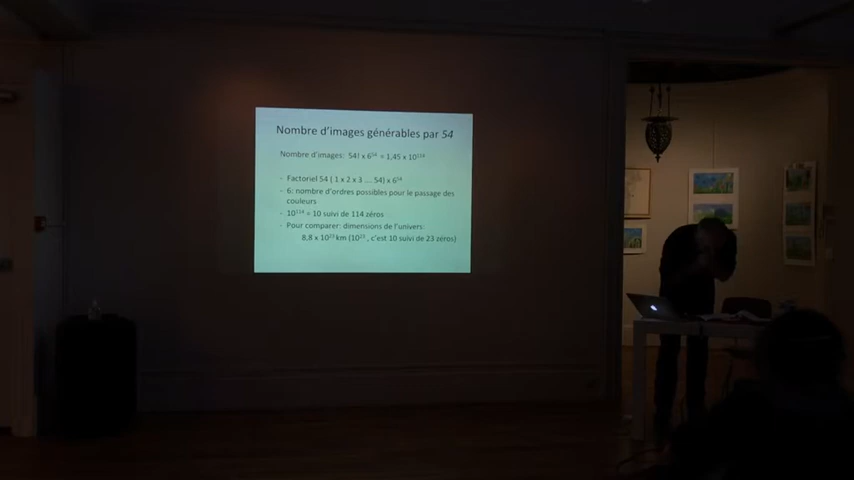 Nombre d'images générables par 54
Nombre d'images: 54! x 6⁵⁴ = 1,45 x 10¹¹⁴
- Factoriel 54 ( 1 x 2 x 3 .... 54) x 6⁵⁴
- 6: nombre d'ordres possibles pour le passage des
couleurs
- 10¹¹⁴ = 10 suivi de 114 zéros
- Pour comparer: dimensions de l'univers:
8,8 x 10²³ km (10²³ , c'est 10 suivi de 23 zéros)